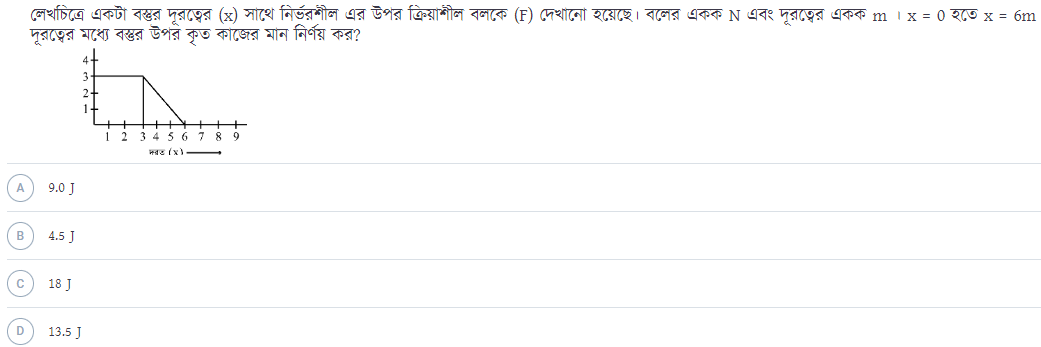 লেখচিত্রে একটা বস্তুর দূরত্বের (x) সাথে নির্ভরশীল এর উপর ক্রিয়াশীল বলকে (F) দেখানো হয়েছে। বলের একক N এবং দূরত্বের একক m । x = 0 হতে x = 6m
দূরত্বের মধ্যে বস্তুর উপর কৃত কাজের মান নির্ণয় কর?
4
3
2
1
1 2 3 4 5 6 7 8 9
(x)
A 9.0 J
B 4.5 J
C 18 J
D 13.5 J